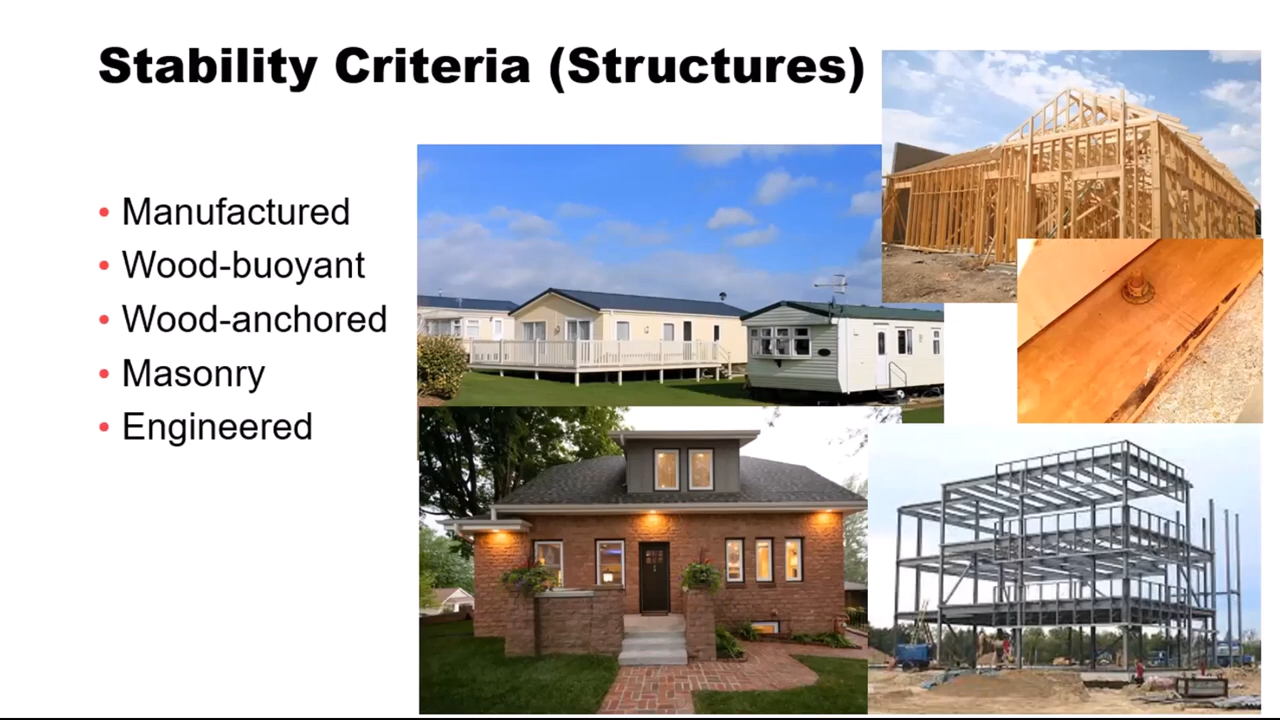 Stability Criteria (Structures)
• Manufactured
• Wood-buoyant
• Wood-anchored
• Masonry
• Engineered